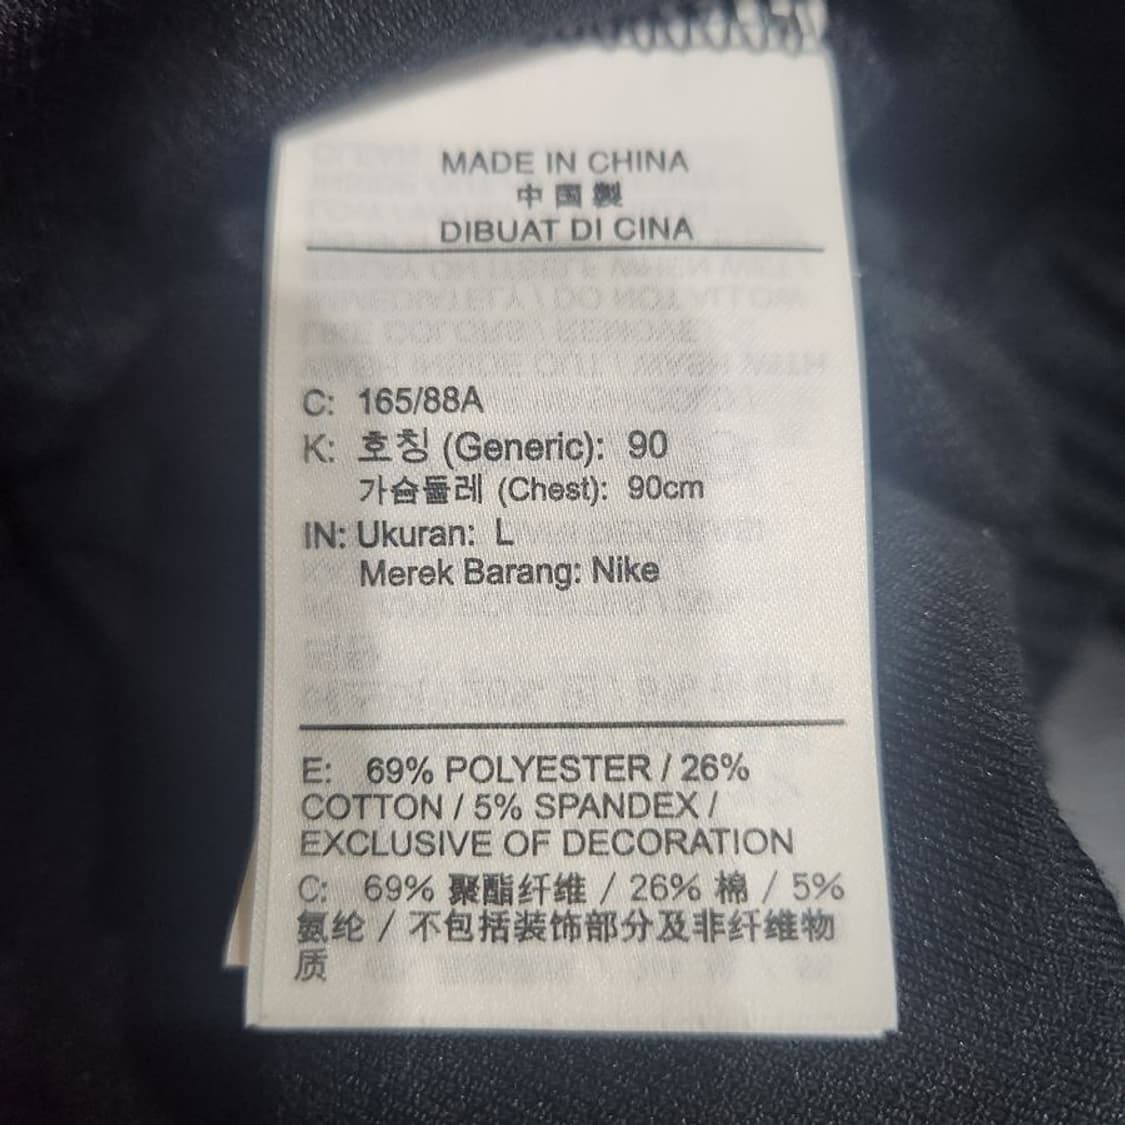 MADE IN CHINA
中国製
DIBUAT DI CINA
C: 165/88A
K: 호칭 (Generic): 90
가슴둘레 (Chest): 90cm
IN: Ukuran: L
Merek Barang: Nike
E: 69% POLYESTER / 26%
COTTON / 5% SPANDEX /
EXCLUSIVE OF DECORATION
C: 69% 聚酯纤维 / 26% 棉 / 5%
氨纶 / 不包括装饰部分及非纤维物
质